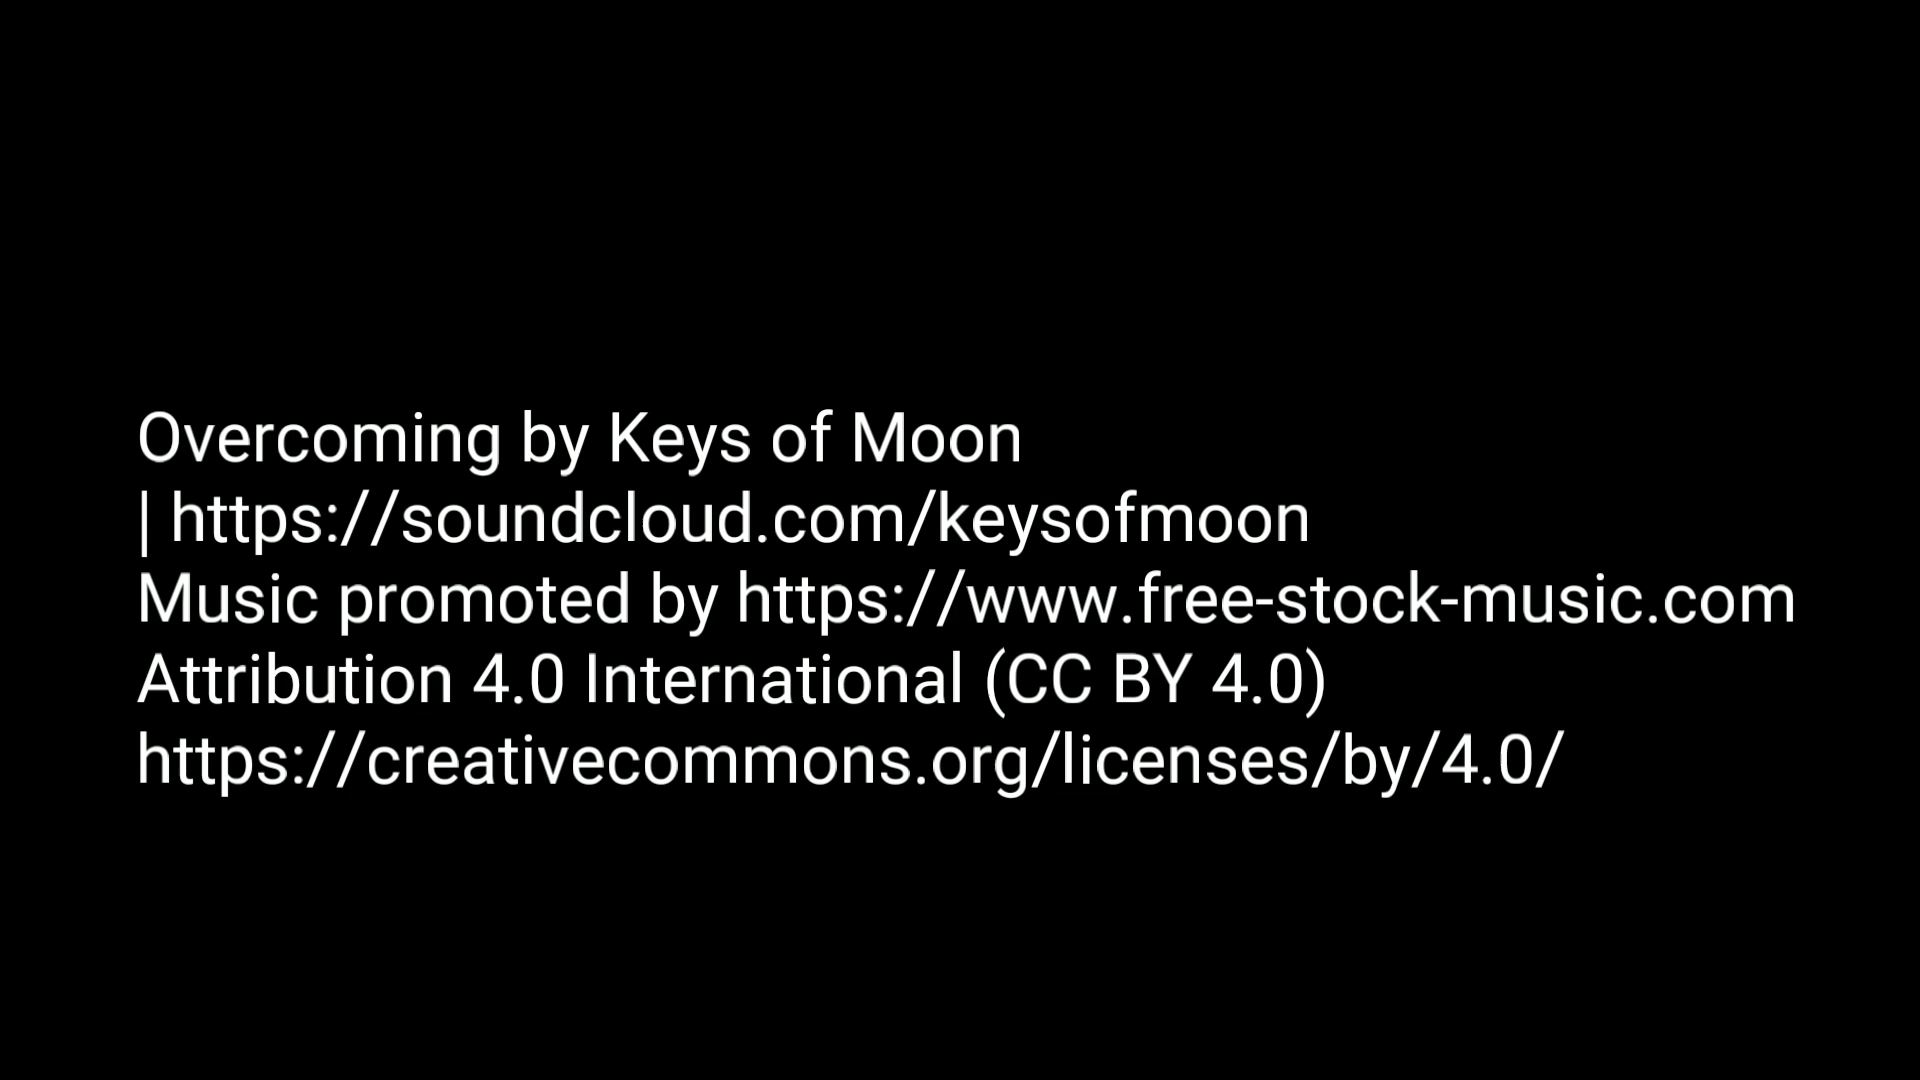 Overcoming by Keys of Moon
| https://soundcloud.com/keysofmoon
Music promoted by https://www.free-stock-music.com
Attribution 4.0 International (CC BY 4.0)
https://creativecommons.org/licenses/by/4.0/